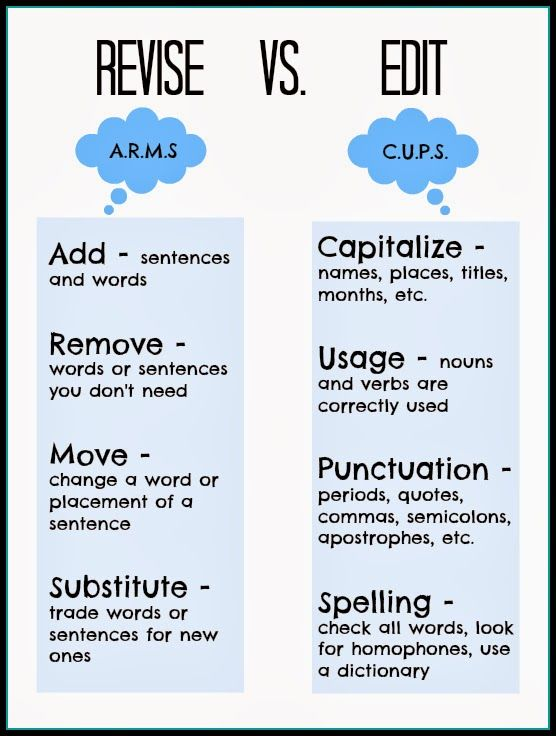 REVISE VS. EDIT
A.R.M.S
Add - sentences
and words
Remove -
words or sentences
you don't need
Move -
change a word or
placement of a
sentence
Substitute -
trade words or
sentences for new
ones
C.U.P.S.
Capitalize -
names, places, titles,
months, etc.
Usage - nouns
and verbs are
correctly used
Punctuation -
periods, quotes,
commas, semicolons,
apostrophes, etc.
Spelling -
check all words, look
for homophones, use
a dictionary